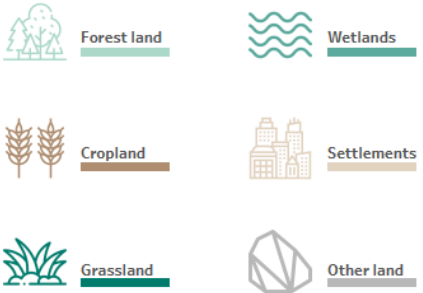 Forest land
Wetlands
Cropland
Settlements
Grassland
Other land